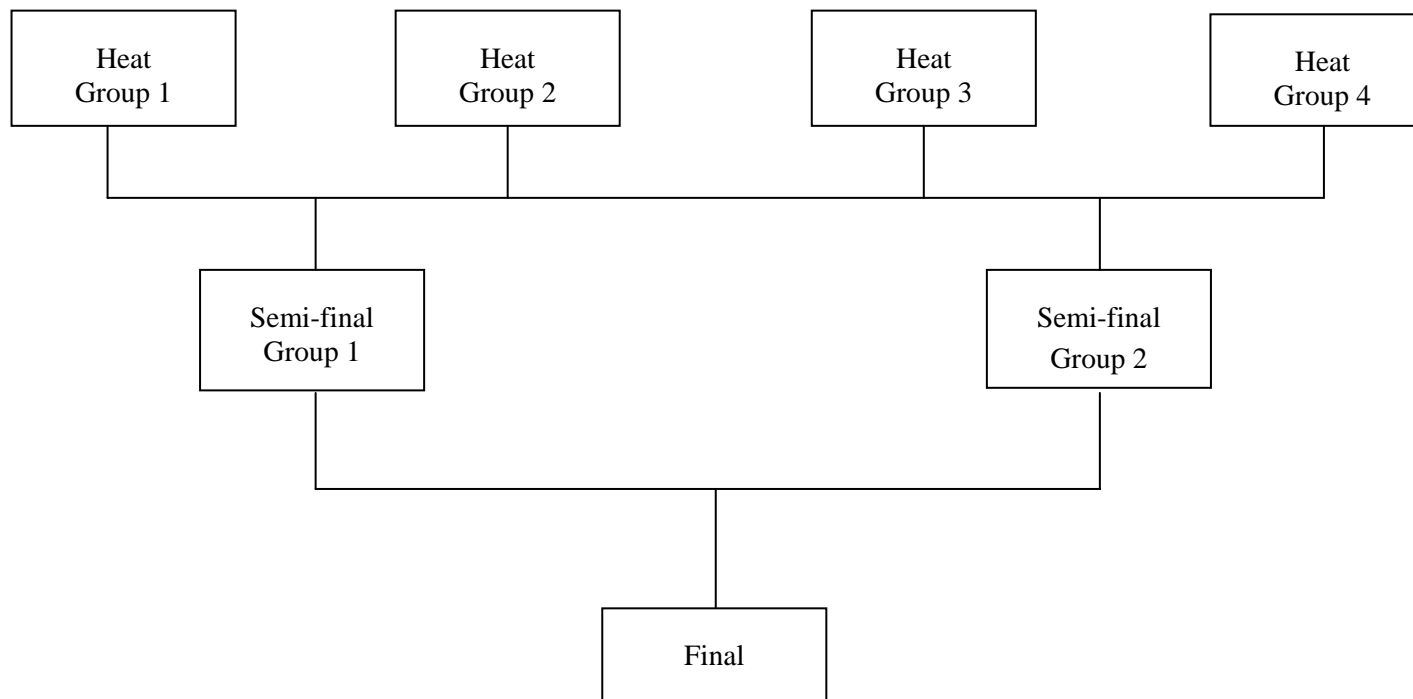 Heat
Group 1
Heat
Group 2
Heat
Group 3
Heat
Group 4
Semi-final
Group 1
Semi-final
Group 2
Final